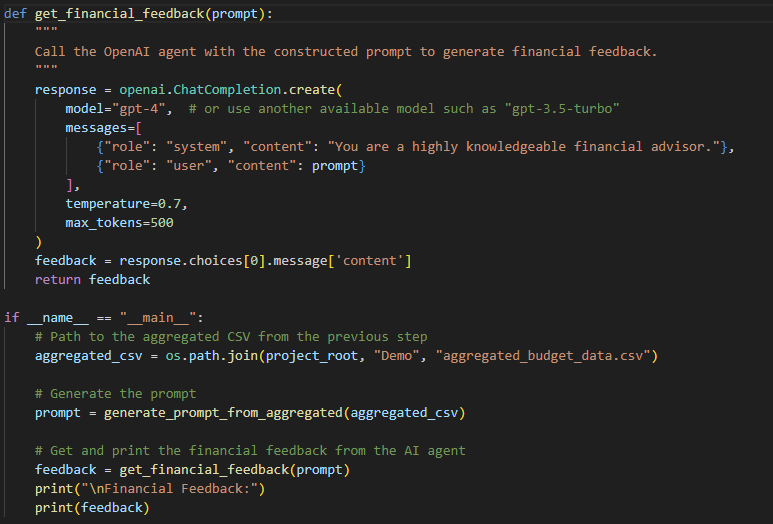 def get_financial_feedback(prompt):
    """
    Call the OpenAI agent with the constructed prompt to generate financial feedback.
    """
    response = openai.ChatCompletion.create(
        model="gpt-4",  # or use another available model such as "gpt-3.5-turbo"
        messages=[
            {"role": "system", "content": "You are a highly knowledgeable financial advisor."},
            {"role": "user", "content": prompt}
        ],
        temperature=0.7,
        max_tokens=500
    )
    feedback = response.choices[0].message['content']
    return feedback

if __name__ == "__main__":
    # Path to the aggregated CSV from the previous step
    aggregated_csv = os.path.join(project_root, "Demo", "aggregated_budget_data.csv")

    # Generate the prompt
    prompt = generate_prompt_from_aggregated(aggregated_csv)

    # Get and print the financial feedback from the AI agent
    feedback = get_financial_feedback(prompt)
    print("\nFinancial Feedback:")
    print(feedback)